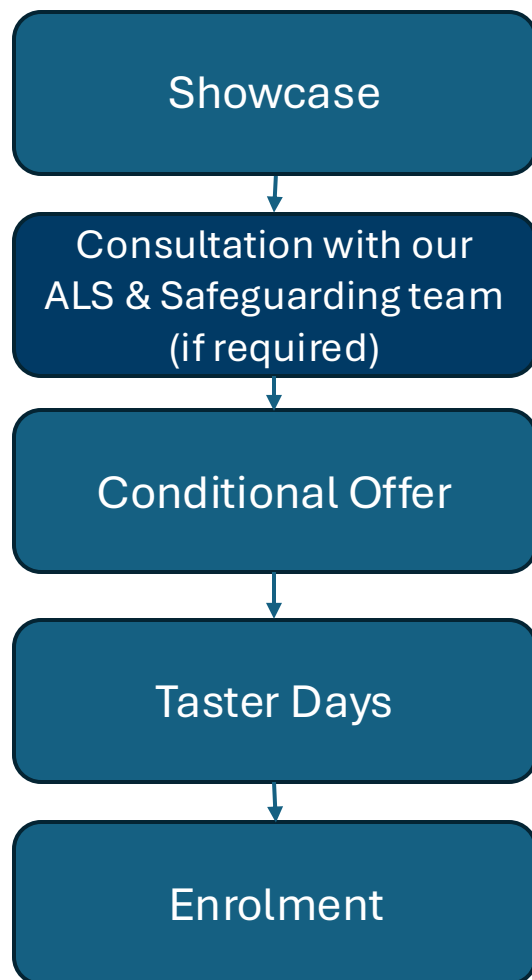 Showcase
Consultation with our
ALS & Safeguarding team
(if required)
Conditional Offer
Taster Days
Enrolment